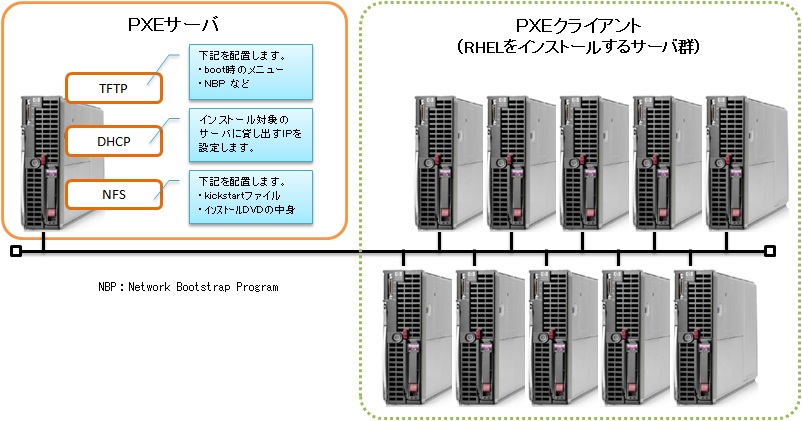 PXEサーバ
TFTP
下記を配置します。
・boot時のメニュー
・NBP など
DHCP
インストール対象の
サーバに貸し出すIPを
設定します。
NFS
下記を配置します。
・kickstartファイル
・インストールDVDの中身
NBP：Network Bootstrap Program
PXEクライアント
（RHELをインストールするサーバ群）